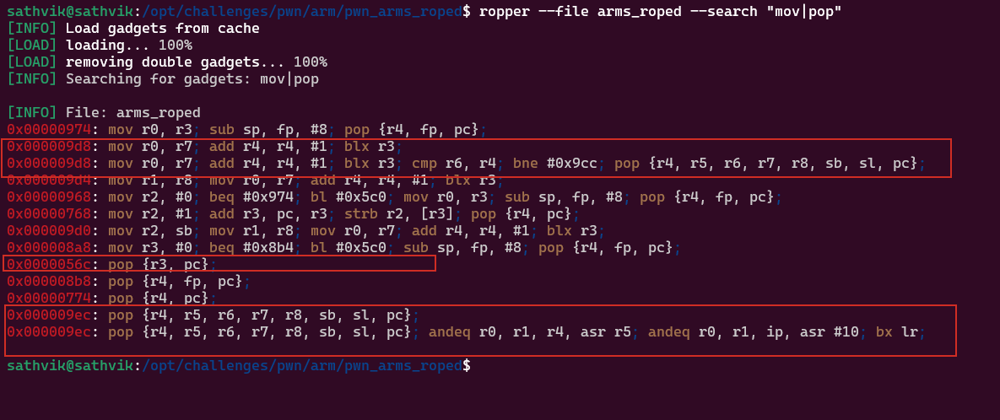 sathvik@sathvik:/opt/challenges/pwn/arm/pwn_arms_roped$ ropper --file arms_roped --search "mov|pop"
[INFO] Load gadgets from cache
[LOAD] loading... 100%
[LOAD] removing double gadgets... 100%
[INFO] Searching for gadgets: mov|pop
[INFO] File: arms_roped
0x00000974: mov r0, r3; sub sp, fp, #8; pop {r4, fp, pc};
0x000009d8: mov r0, r7; add r4, r4, #1; blx r3;
0x000009d8: mov r0, r7; add r4, r4, #1; blx r3; cmp r6, r4; bne #0x9cc; pop {r4, r5, r6, r7, r8, sb, sl, pc};
0x000009d4: mov r1, r8; mov r0, r7; add r4, r4, #1; blx r3;
0x00000968: mov r2, #0; beq #0x974; bl #0x5c0; mov r0, r3; sub sp, fp, #8; pop {r4, fp, pc};
0x00000768: mov r2, #1; add r3, pc, r3; strb r2, [r3]; pop {r4, pc};
0x000009d0: mov r2, sb; mov r1, r8; mov r0, r7; add r4, r4, #1; blx r3;
0x000008a8: mov r3, #0; beq #0x8b4; bl #0x5c0; sub sp, fp, #8; pop {r4, fp, pc};
0x0000056c: pop {r3, pc};
0x000008b8: pop {r4, fp, pc};
0x00000774: pop {r4, pc};
0x000009ec: pop {r4, r5, r6, r7, r8, sb, sl, pc};
0x000009ec: pop {r4, r5, r6, r7, r8, sb, sl, pc}; andeq r0, r1, r4, asr r5; andeq r0, r1, ip, asr #10; bx lr;
sathvik@sathvik:/opt/challenges/pwn/arm/pwn_arms_roped$